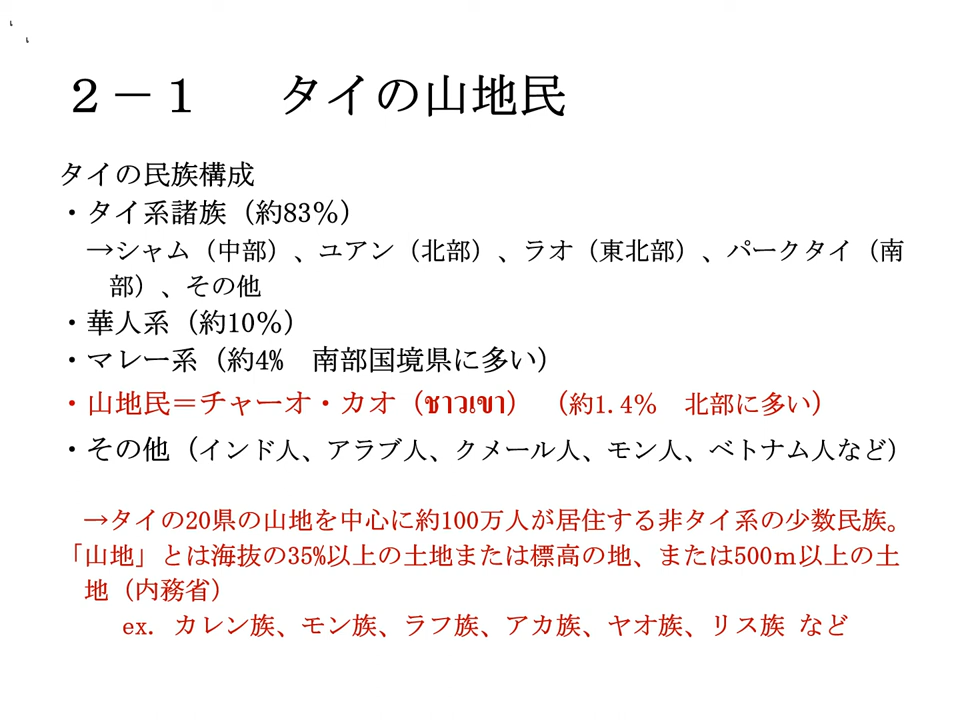 ２－１　タイの山地民
タイの民族構成
・タイ系諸族（約83％）
→シャム（中部）、ユアン（北部）、ラオ（東北部）、パークタイ（南
部）、その他
・華人系（約10％）
・マレー系（約4%　南部国境県に多い）
・山地民＝チャーオ・カオ（ชาวเขา）　（約1.4％　北部に多い）
・その他（インド人、アラブ人、クメール人、モン人、ベトナム人など）
→タイの20県の山地を中心に約100万人が居住する非タイ系の少数民族。
「山地」とは海抜の35%以上の土地または標高の地、または500ｍ以上の土
地（内務省）
ex. カレン族、モン族、ラフ族、アカ族、ヤオ族、リス族 など